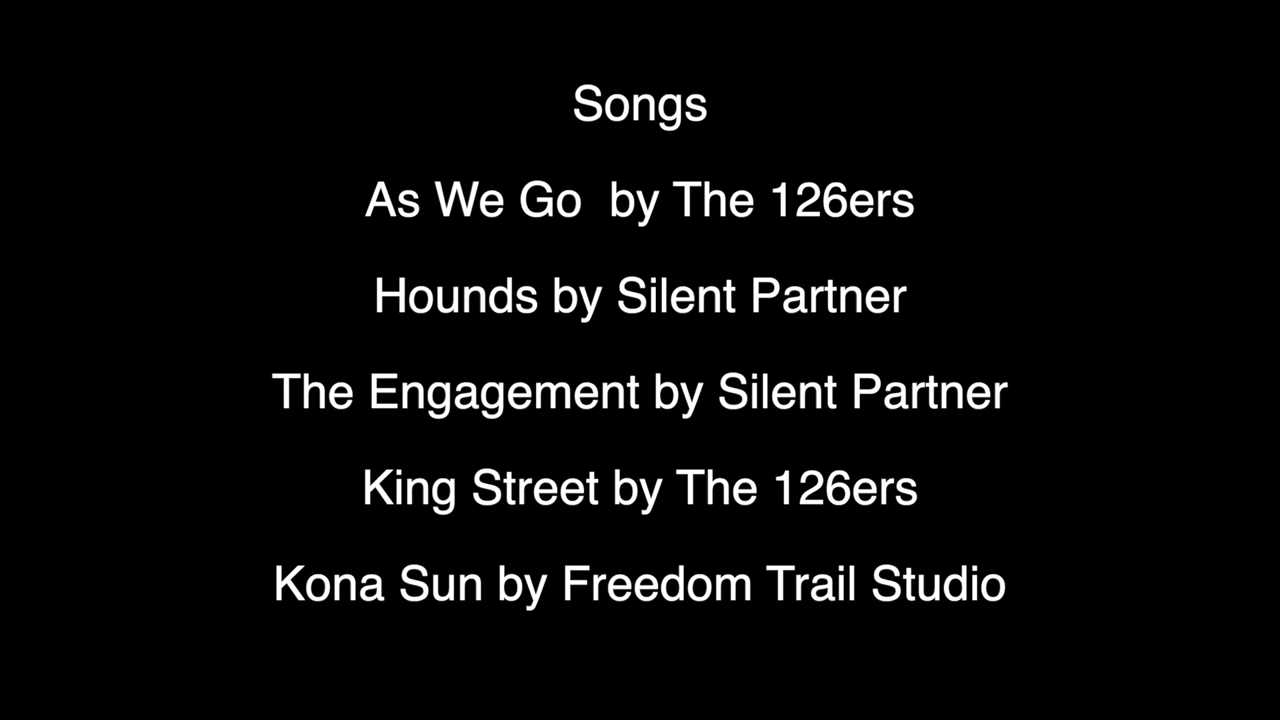 Songs
As We Go  by The 126ers
Hounds by Silent Partner
The Engagement by Silent Partner
King Street by The 126ers
Kona Sun by Freedom Trail Studio